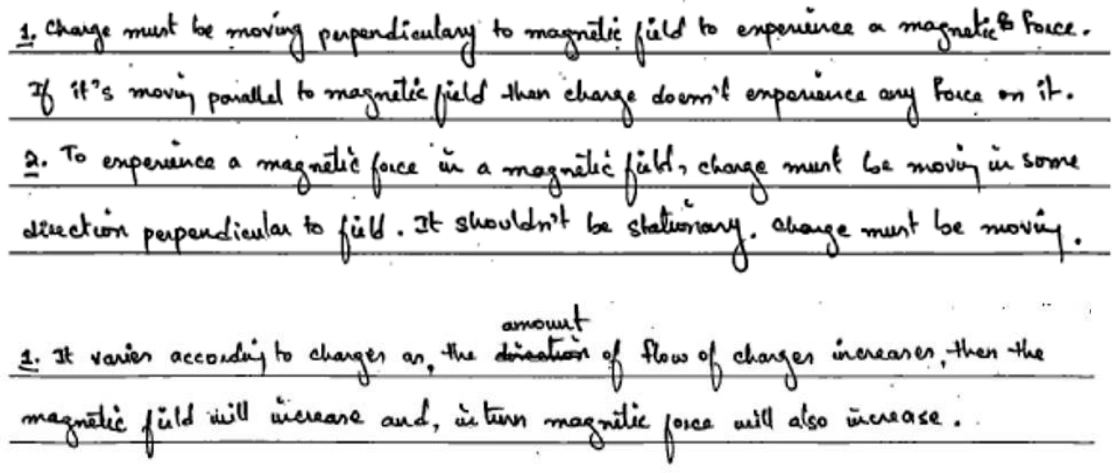 1. Charge must be moving perpendiculary to magnetic field to experience a magnetic force.
If it's moving parallel to magnetic field then charge doesn't experience any force on it.
2. To experience a magnetic force in a magnetic field, charge must be moving in some
direction perpendicular to field. It shouldn't be stationary. Charge must be moving.
amount
1. It varies according to charges as, the direction of flow of charges increases, then the
magnetic field will increase and, in turn magnetic force will also increase.